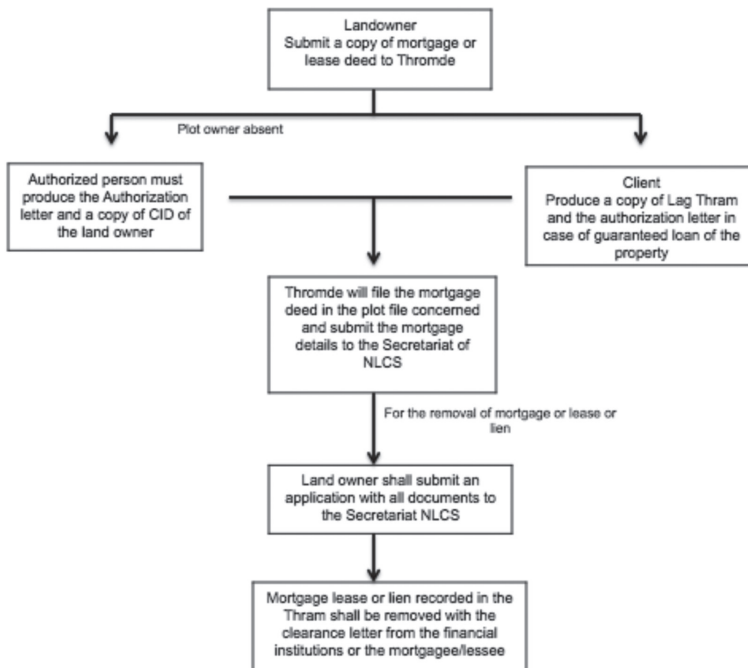 Landowner
Submit a copy of mortgage or
lease deed to Thromde
Plot owner absent
Authorized person must
produce the Authorization
letter and a copy of CID of
the land owner
Client
Produce a copy of Lag Thram
and the authorization letter in
case of guaranteed loan of the
property
Thromde will file the mortgage
deed in the plot file concerned
and submit the mortgage
details to the Secretariat of
NLCS
For the removal of mortgage or lease or
lien
Land owner shall submit an
application with all documents to
the Secretariat NLCS
Mortgage lease or lien recorded in the
Thram shall be removed with the
clearance letter from the financial
institutions or the mortgagee/lessee